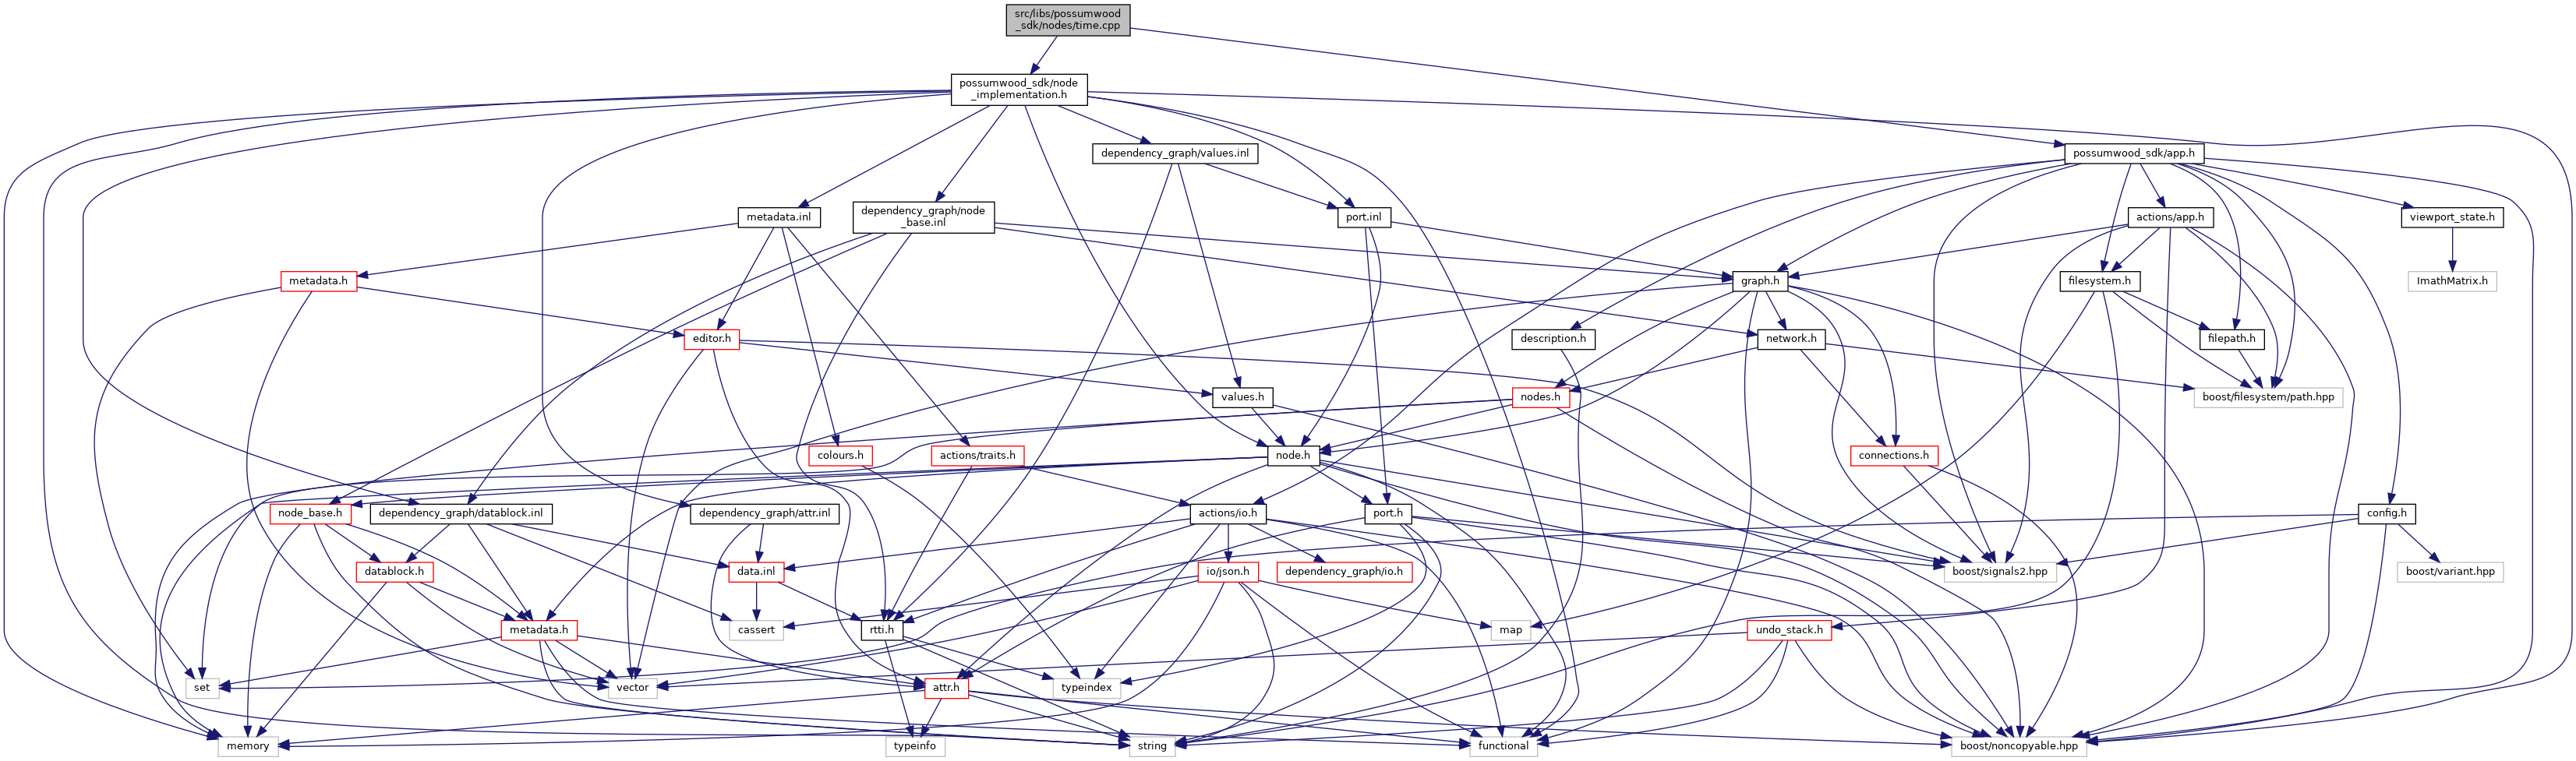 src/libs/possumwood
_sdk/nodes/time.cpp
possumwood_sdk/node
_implementation.h
dependency_graph/values.inl
possumwood_sdk/app.h
metadata.inl
dependency_graph/node
_base.inl
port.inl
actions/app.h
viewport_state.h
metadata.h
graph.h
filesystem.h
ImathMatrix.h
editor.h
description.h
network.h
filepath.h
values.h
nodes.h
boost/filesystem/path.hpp
colours.h
actions/traits.h
node.h
connections.h
node_base.h
dependency_graph/datablock.inl
dependency_graph/attr.inl
actions/io.h
port.h
config.h
datablock.h
data.inl
io/json.h
dependency_graph/io.h
boost/signals2.hpp
boost/variant.hpp
metadata.h
cassert
rtti.h
map
undo_stack.h
set
vector
attr.h
typeindex
memory
typeinfo
string
functional
boost/noncopyable.hpp